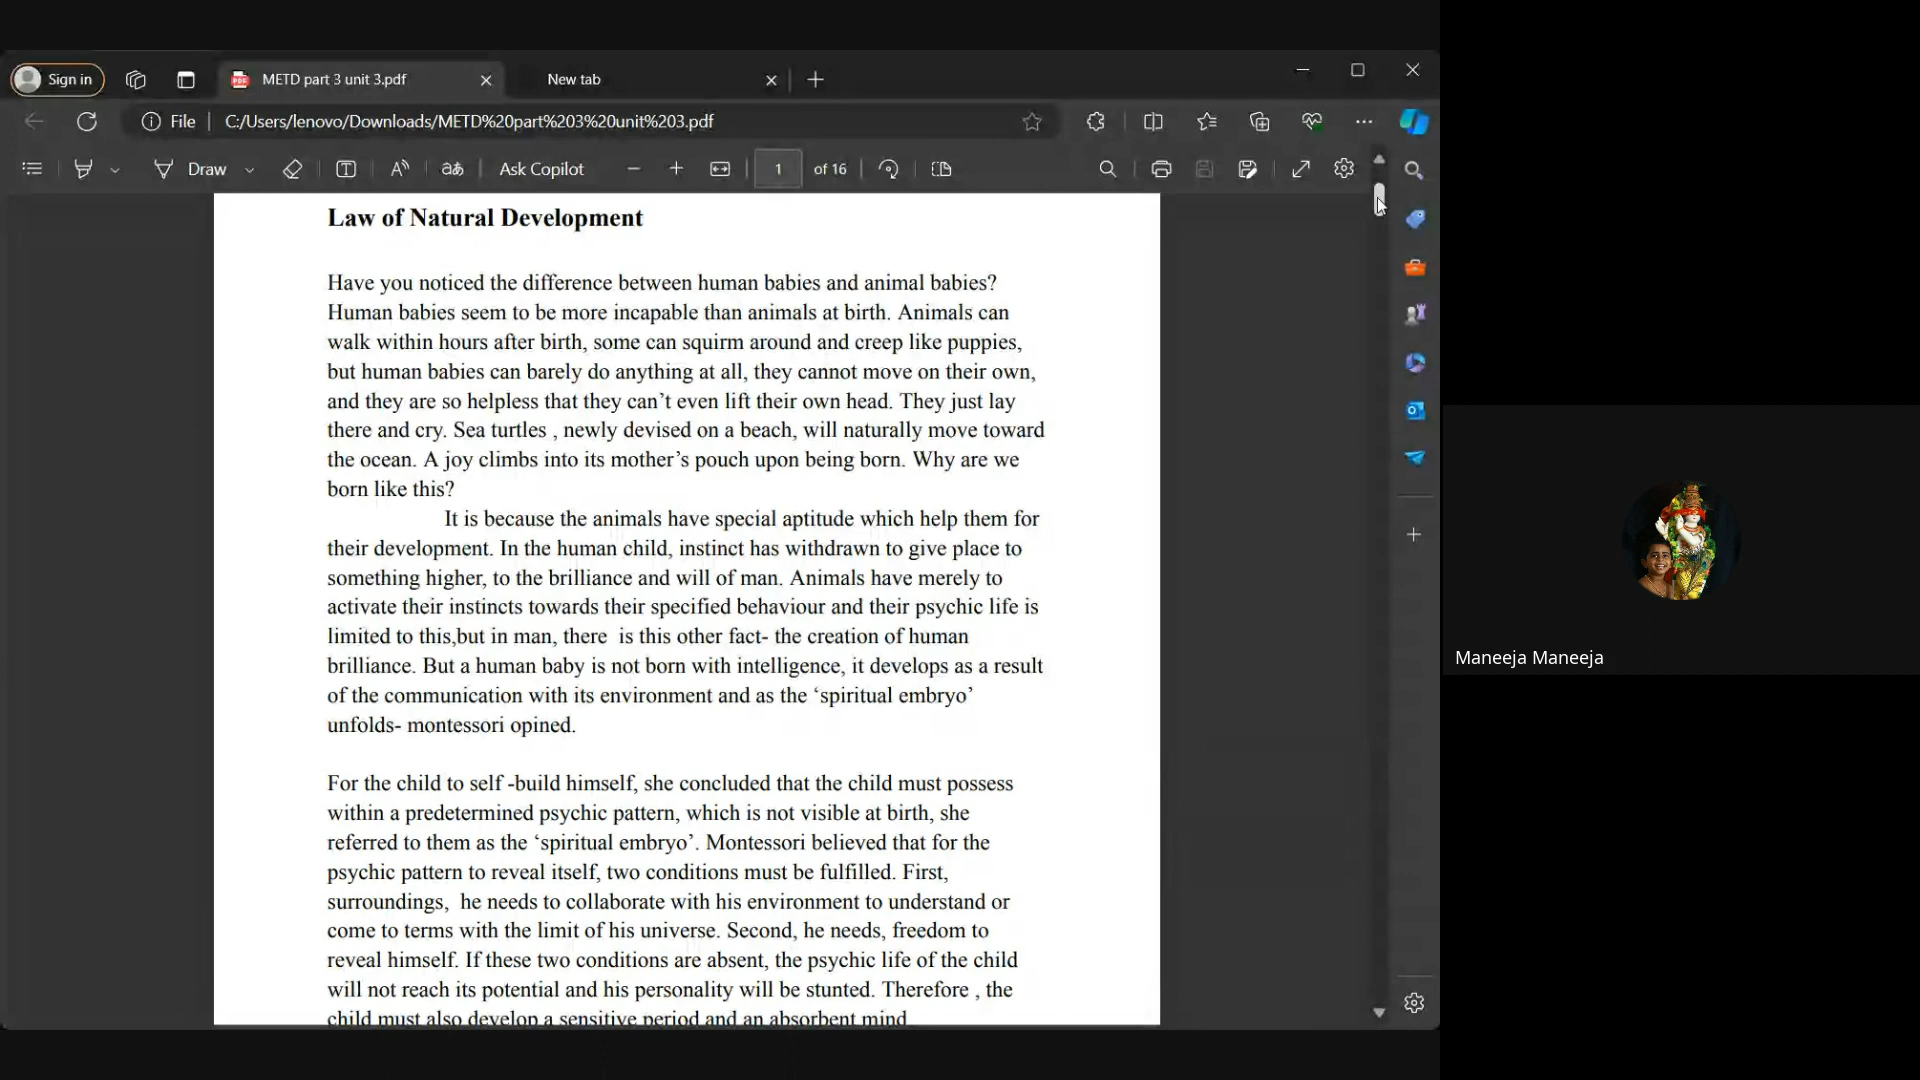 Sign in
METD part 3 unit 3.pdf
New tab
File
C:/Users/lenovo/Downloads/METD%20part%203%20unit%203.pdf
Draw
Ask Copilot
1
of 16
Law of Natural Development
Have you noticed the difference between human babies and animal babies?
Human babies seem to be more incapable than animals at birth. Animals can
walk within hours after birth, some can squirm around and creep like puppies,
but human babies can barely do anything at all, they cannot move on their own,
and they are so helpless that they can’t even lift their own head. They just lay
there and cry. Sea turtles , newly devised on a beach, will naturally move toward
the ocean. A joy climbs into its mother’s pouch upon being born. Why are we
born like this?
It is because the animals have special aptitude which help them for
their development. In the human child, instinct has withdrawn to give place to
something higher, to the brilliance and will of man. Animals have merely to
activate their instincts towards their specified behaviour and their psychic life is
limited to this,but in man, there  is this other fact- the creation of human
brilliance. But a human baby is not born with intelligence, it develops as a result
of the communication with its environment and as the ‘spiritual embryo’
unfolds- montessori opined.
For the child to self -build himself, she concluded that the child must possess
within a predetermined psychic pattern, which is not visible at birth, she
referred to them as the ‘spiritual embryo’. Montessori believed that for the
psychic pattern to reveal itself, two conditions must be fulfilled. First,
surroundings,  he needs to collaborate with his environment to understand or
come to terms with the limit of his universe. Second, he needs, freedom to
reveal himself. If these two conditions are absent, the psychic life of the child
will not reach its potential and his personality will be stunted. Therefore , the
child must also develop a sensitive period and an absorbent mind
Maneeja Maneeja